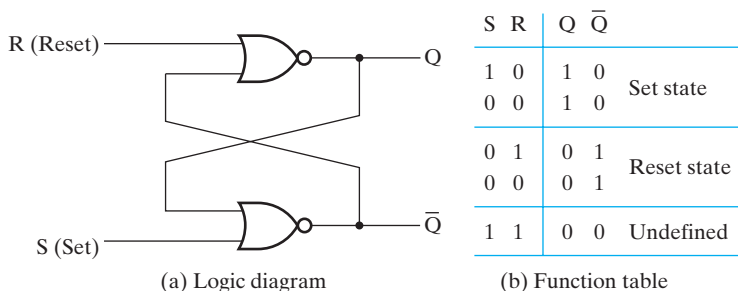 R (Reset)
Q
Q̅
S (Set)
(a) Logic diagram
S R Q Q̅
1 0 1 0
0 0 1 0
Set state
0 1 0 1
0 0 0 1
Reset state
1 1 0 0 Undefined
(b) Function table